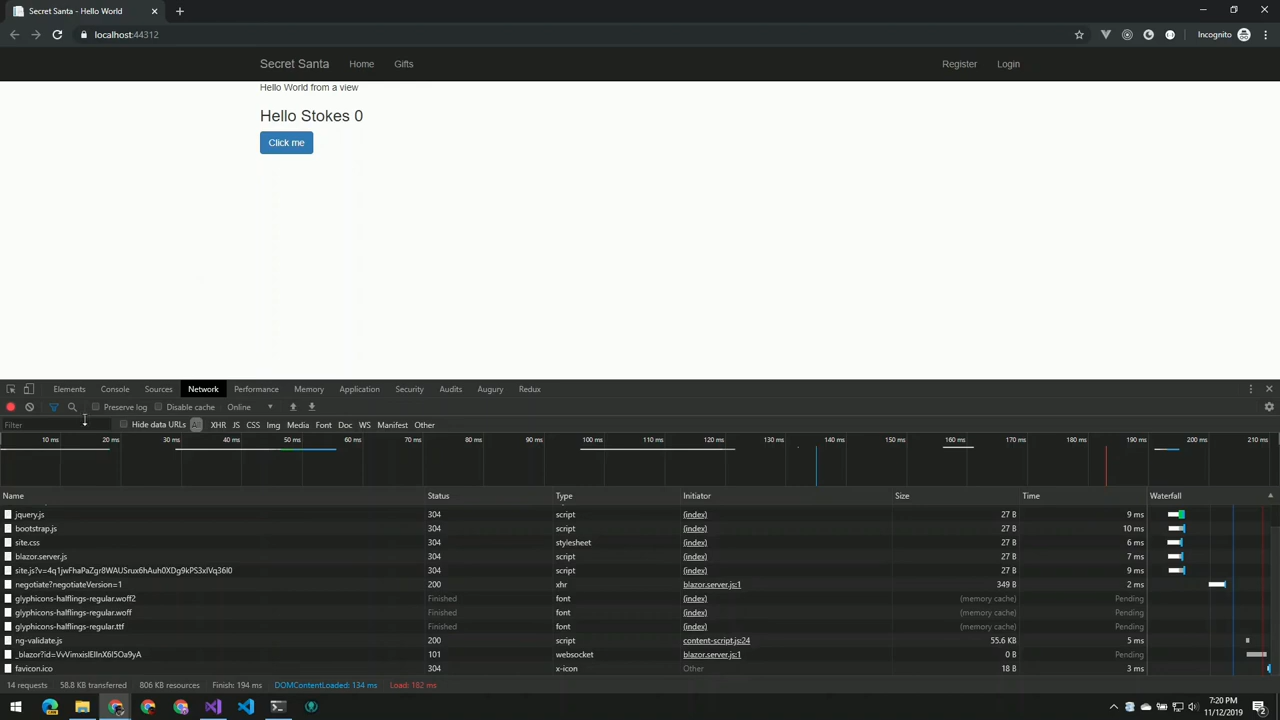 Secret Santa - Hello World
localhost:44312
Incognito
Secret Santa Home Gifts Register Login
Hello World from a view
Hello Stokes 0
Click me
Elements Console Sources Network Performance Memory Application Security Audits Augury Redux
Preserve log Disable cache Online
Filter Hide data URLs All XHR JS CSS Img Media Font Doc WS Manifest Other
10 ms 20 ms 30 ms 40 ms 50 ms 60 ms 70 ms 80 ms 90 ms 100 ms 110 ms 120 ms 130 ms 140 ms 150 ms 160 ms 170 ms 180 ms 190 ms 200 ms 210 ms
Name Status Type Initiator Size Time Waterfall
jquery.js 304 script (index) 27 B 9 ms
bootstrap.js 304 script (index) 27 B 10 ms
site.css 304 stylesheet (index) 27 B 6 ms
blazor.server.js 304 script (index) 27 B 7 ms
site.js?v=4q1jwFhaPaZgr8WAUSrux6hAuh0XDg9kPS3xIVq36I0 304 script (index) 27 B 9 ms
negotiate?negotiateVersion=1 200 xhr blazor.server.js:1 349 B 2 ms
glyphicons-halflings-regular.woff2 Finished font (index) (memory cache) Pending
glyphicons-halflings-regular.woff Finished font (index) (memory cache) Pending
glyphicons-halflings-regular.ttf Finished font (index) (memory cache) Pending
ng-validate.js 200 script content-script.js:24 55.6 KB 5 ms
_blazor?id=VvVimxisIEIInX6I5Oa9yA 101 websocket blazor.server.js:1 0 B Pending
favicon.ico 304 x-icon Other 18 B 3 ms
14 requests 58.8 KB transferred 806 KB resources Finish: 194 ms DOMContentLoaded: 134 ms Load: 182 ms
7:20 PM
11/12/2019
2